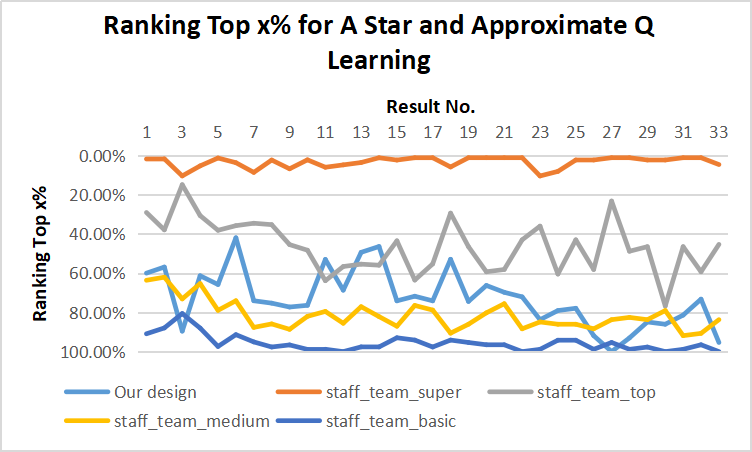 Ranking Top x% for A Star and Approximate Q
Learning
Result No.
1 3 5 7 9 11 13 15 17 19 21 23 25 27 29 31 33
0.00%
20.00%
40.00%
60.00%
80.00%
100.00%
Ranking Top x%
Our design staff_team_super staff_team_top
staff_team_medium staff_team_basic